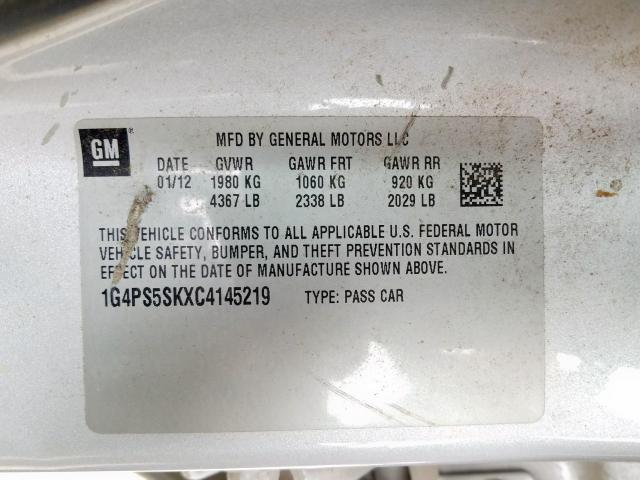 GM
MFD BY GENERAL MOTORS LLC
DATE GVWR GAWR FRT GAWR RR
01/12 1980 KG 1060 KG 920 KG
4367 LB 2338 LB 2029 LB
THIS VEHICLE CONFORMS TO ALL APPLICABLE U.S. FEDERAL MOTOR
VEHICLE SAFETY, BUMPER, AND THEFT PREVENTION STANDARDS IN
EFFECT ON THE DATE OF MANUFACTURE SHOWN ABOVE.
1G4PS5SKXC4145219 TYPE: PASS CAR